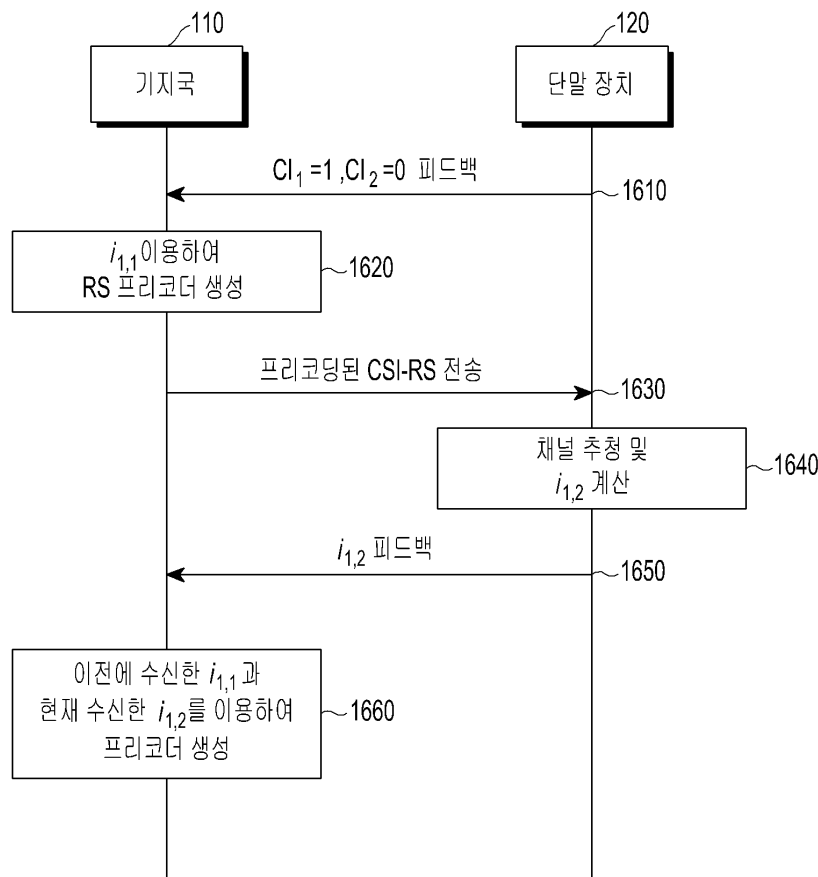 110
120
기지국
단말 장치
CI1 =1 ,CI2 =0 피드백
1610
i1,1 이용하여
RS 프리코더 생성
1620
프리코딩된 CSI-RS 전송
1630
채널 추청 및
i1,2 계산
1640
i1,2 피드백
1650
이전에 수신한 i1,1 과
현재 수신한 i1,2를 이용하여
프리코더 생성
1660